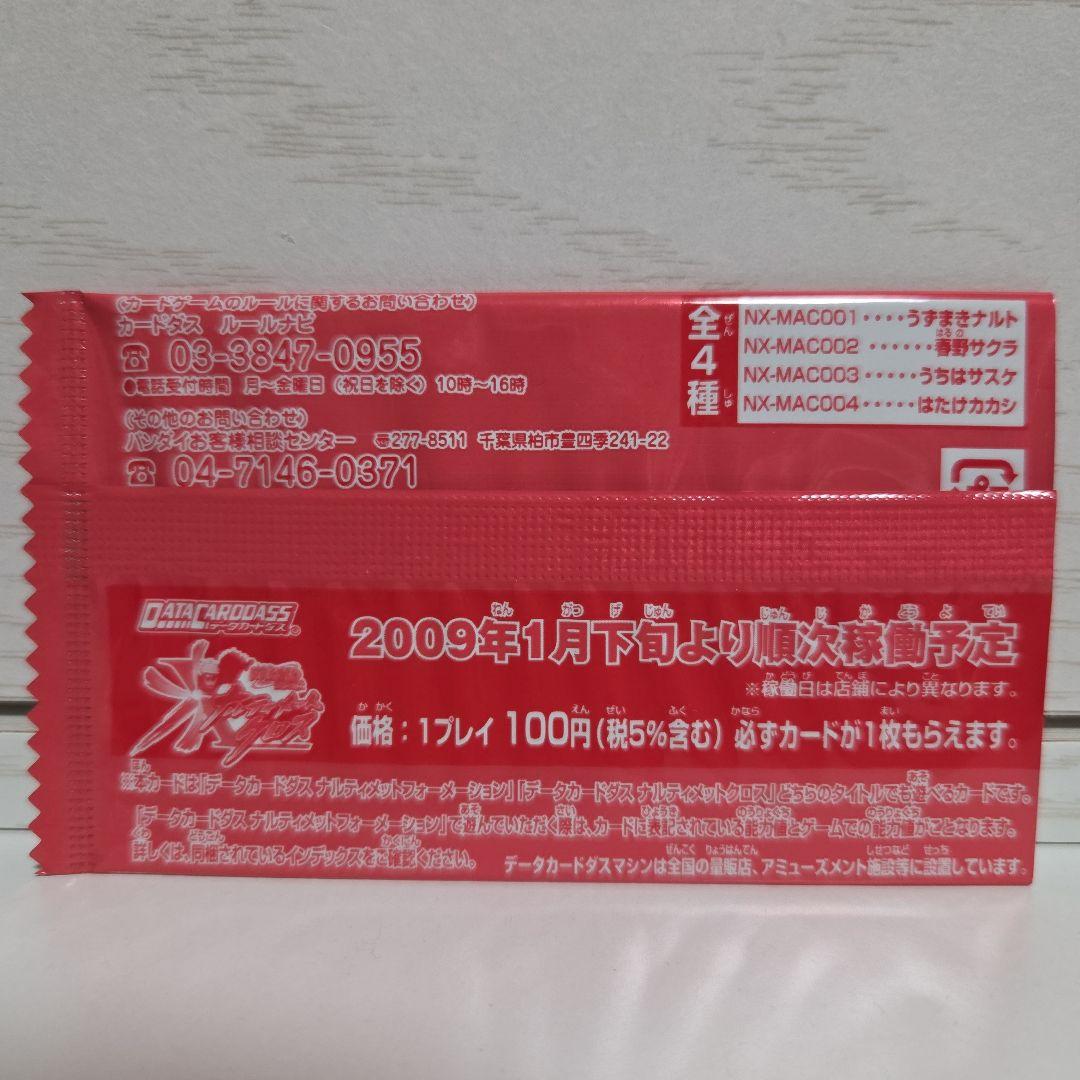 〈カードゲームのルールに関するお問い合わせ〉
カードダス ルールナビ
☎ 03-3847-0955
●電話受付時間 月～金曜日（祝日を除く）10時～16時
〈その他のお問い合わせ〉
バンダイお客様相談センター 〒277-8511 千葉県柏市豊四季241-22
☎ 04-7146-0371
全4種
NX-MAC001・・・・うずまきナルト
NX-MAC002・・・・・・春野サクラ
NX-MAC003・・・・・うちはサスケ
NX-MAC004・・・・・はたけカカシ
DATACARDDASS
データカードダス
2009年1月下旬より順次稼働予定
※稼働日は店舗により異なります。
価格：1プレイ 100円（税5%含む）必ずカードが1枚もらえます。
※本カードは「データカードダス ナルティメットフォーメーション」「データカードダス ナルティメットクロス」どちらのタイトルでも遊べるカードです。
「データカードダス ナルティメットフォーメーション」で遊んでいただく際は、カードに表記されている能力値とゲームでの能力値がことなります。
詳しくは、同梱されているインデックスをご確認ください。
データカードダスマシンは全国の量販店、アミューズメント施設等に設置しています。